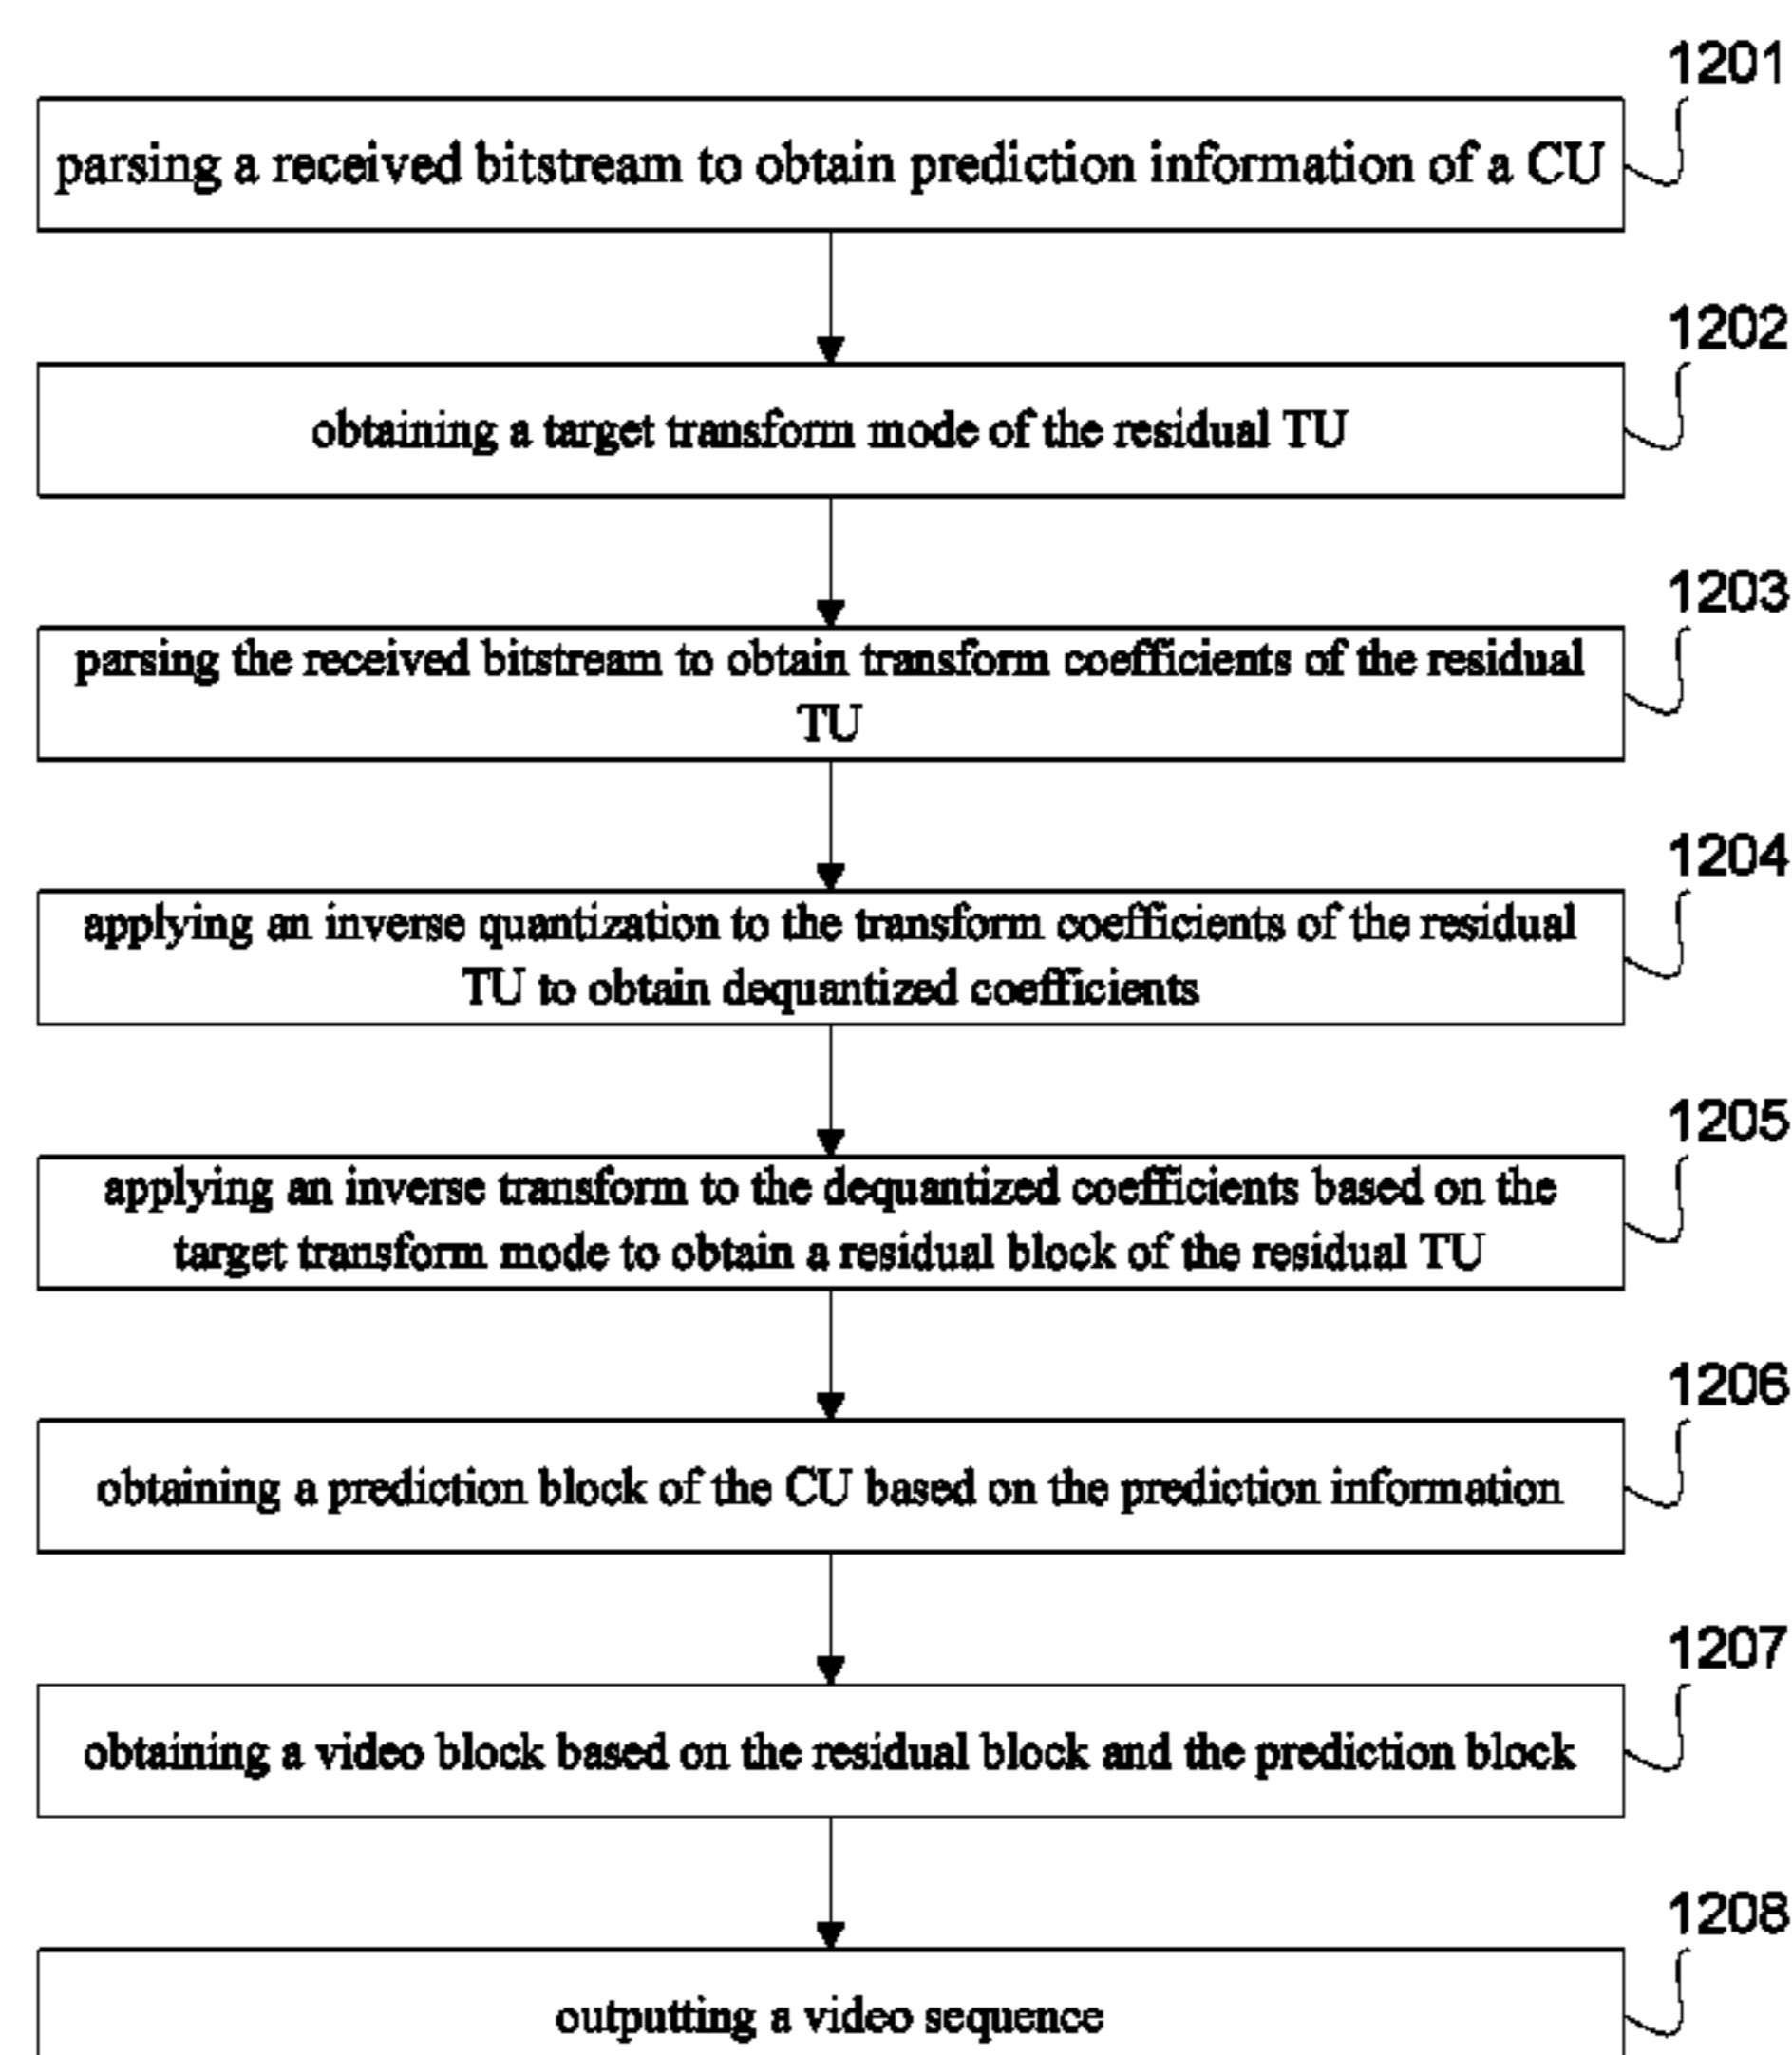 1201
parsing a received bitstream to obtain prediction information of a CU
1202
obtaining a target transform mode of the residual TU
1203
parsing the received bitstream to obtain transform coefficients of the residual
TU
1204
applying an inverse quantization to the transform coefficients of the residual
TU to obtain dequantized coefficients
1205
applying an inverse transform to the dequantized coefficients based on the
target transform mode to obtain a residual block of the residual TU
1206
obtaining a prediction block of the CU based on the prediction information
1207
obtaining a video block based on the residual block and the prediction block
1208
outputting a video sequence